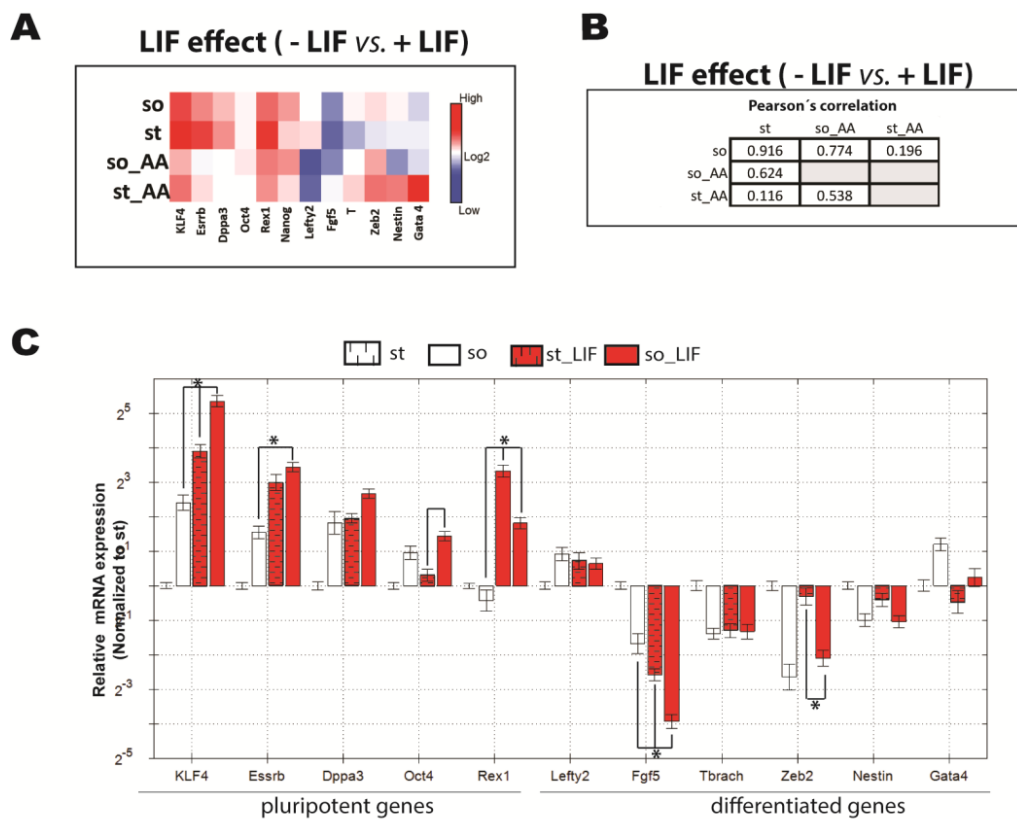 A
LIF effect ( - LIF vs. + LIF)
so
st
so_AA
st_AA
KLF4 Esrrb Dppa3 Oct4 Rex1 Nanog Lefty2 Fgf5 T Zeb2 Nestin Gata 4
High
Log2
Low
B
LIF effect ( - LIF vs. + LIF)
Pearson´s correlation
st so_AA st_AA
so 0.916 0.774 0.196
so_AA 0.624
st_AA 0.116 0.538
C
st so st_LIF so_LIF
Relative mRNA expression
(Normalized to st)
2^5
2^3
2^1
2^-1
2^-3
2^-5
* * * * *
KLF4 Essrb Dppa3 Oct4 Rex1 Lefty2 Fgf5 Tbrach Zeb2 Nestin Gata4
pluripotent genes differentiated genes